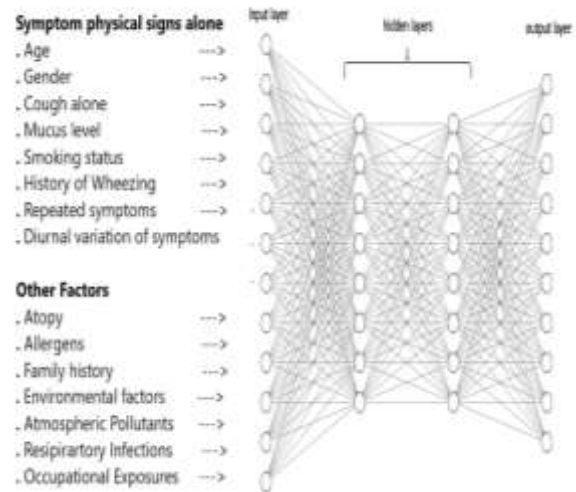 Symptom physical signs alone
. Age --->
. Gender --->
. Cough alone --->
. Mucus level --->
. Smoking status --->
. History of Wheezing --->
. Repeated symptoms --->
. Diurnal variation of symptoms
Other Factors
. Atopy --->
. Allergens --->
. Family history --->
. Environmental factors --->
. Atmospheric Pollutants --->
. Resipirartory Infections --->
. Occupational Exposures --->
input layer
hidden layers
output layer